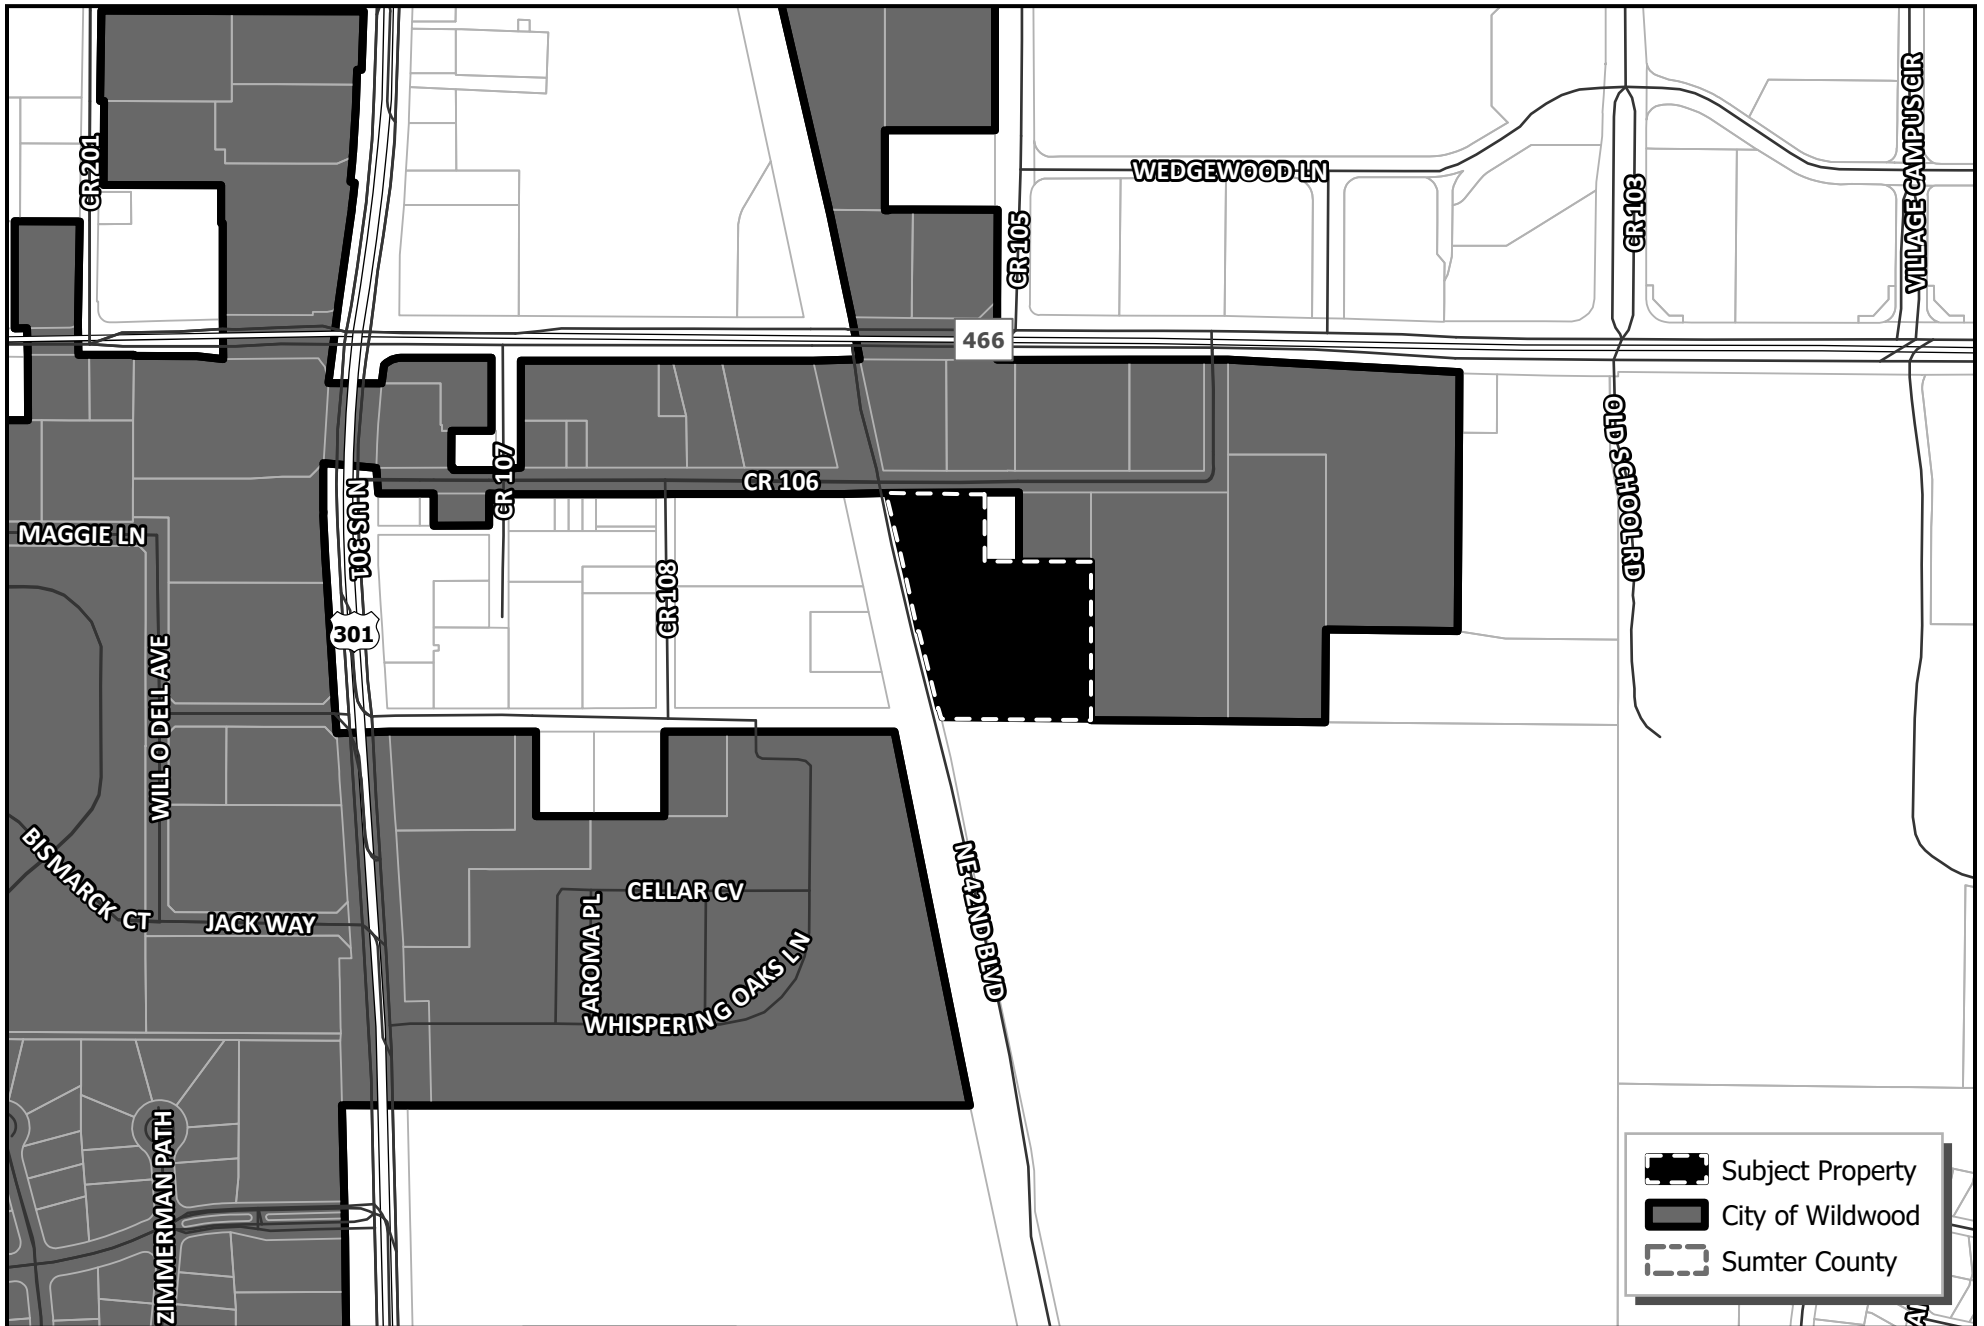 CR 201
WEDGEWOOD LN
CR 105
CR 103
VILLAGE CAMPUS CIR
466
CR 107
CR 106
N US 301
OLD SCHOOL RD
MAGGIE LN
CR 108
301
WILL O DELL AVE
BISMARCK CT
JACK WAY
CELLAR CV
AROMA PL
WHISPERING OAKS LN
NE 42ND BLVD
ZIMMERMAN PATH
Subject Property
City of Wildwood
Sumter County